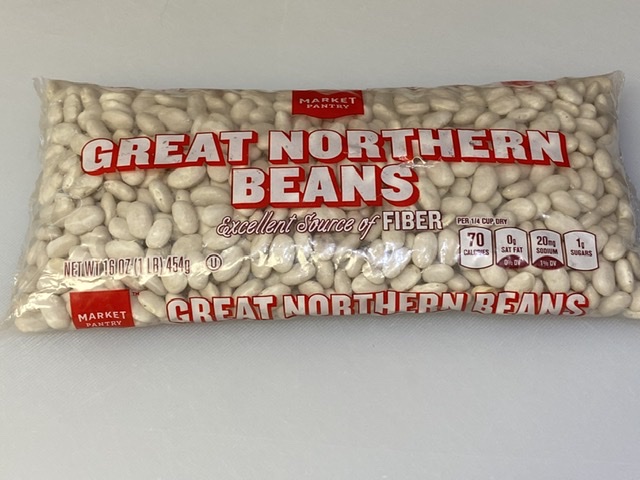 MARKET
PANTRY
GREAT NORTHERN
BEANS
Excellent Source of FIBER
PER 1/4 CUP, DRY
70
CALORIES
0g
SAT FAT
0% DV
20mg
SODIUM
1% DV
1g
SUGARS
NET WT 16 OZ (1 LB) 454g
U
MARKET
PANTRY™
GREAT NORTHERN BEANS